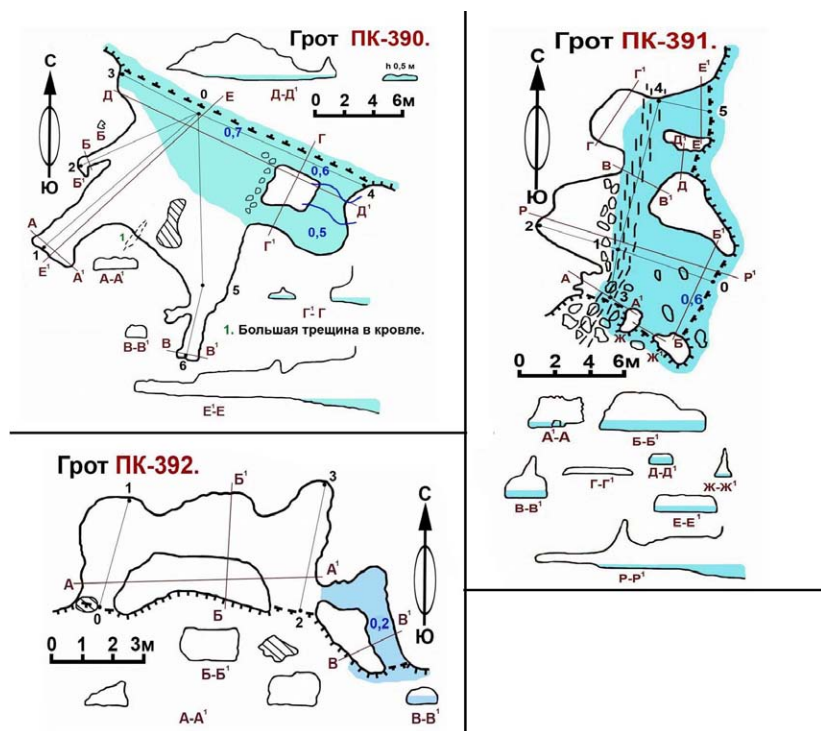 Грот ПК-390.
С
Ю
3
Д
0
Е
h 0,5 м
Д-Д¹
0 2 4 6м
0,7
Г
Б
Б
2
Б¹
0,6
4
Д¹
0,5
Г¹
А
1
Е¹
А¹
1.
А-А¹
5
Г¹- Г
В-В¹
1. Большая трещина в кровле.
В
В¹
6
Е¹-Е
Грот ПК-391.
С
Ю
Г¹
4
Е¹
5
Г
Д¹
Е
Д
В
В¹
Р
2
1
Б¹
Р¹
0
А
3
А¹
0,6
Ж
Б
Ж¹
0 2 4 6м
А¹-А
Б-Б¹
В-В¹
Г-Г¹
Д-Д¹
Ж-Ж¹
Е-Е¹
Р-Р¹
Грот ПК-392.
С
Ю
1
Б¹
3
А
А¹
0
Б
2
0,2
В¹
В
0 1 2 3м
Б-Б¹
А-А¹
В-В¹